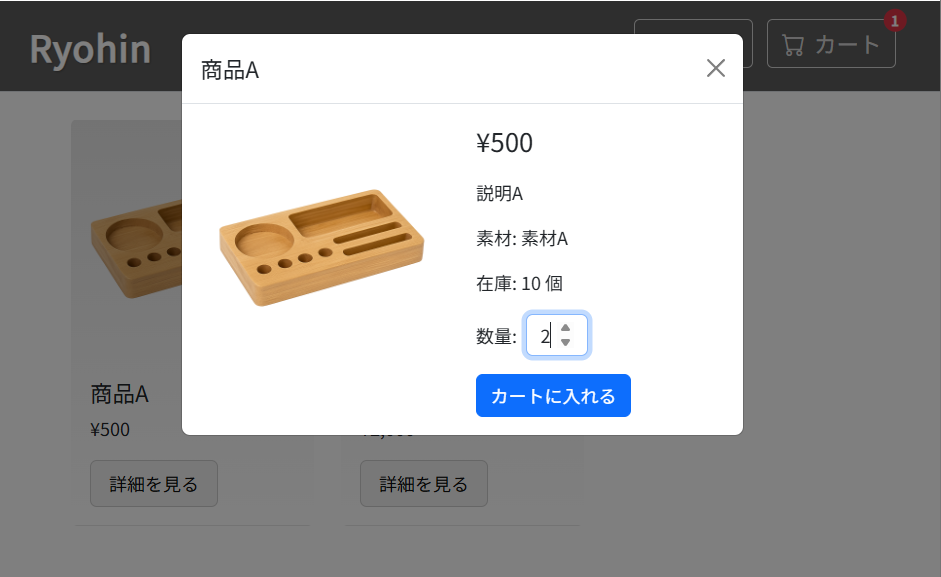 Ryohin
カート
1
商品A
¥500
説明A
素材: 素材A
在庫: 10 個
数量: 2
カートに入れる
商品A
¥500
詳細を見る
詳細を見る